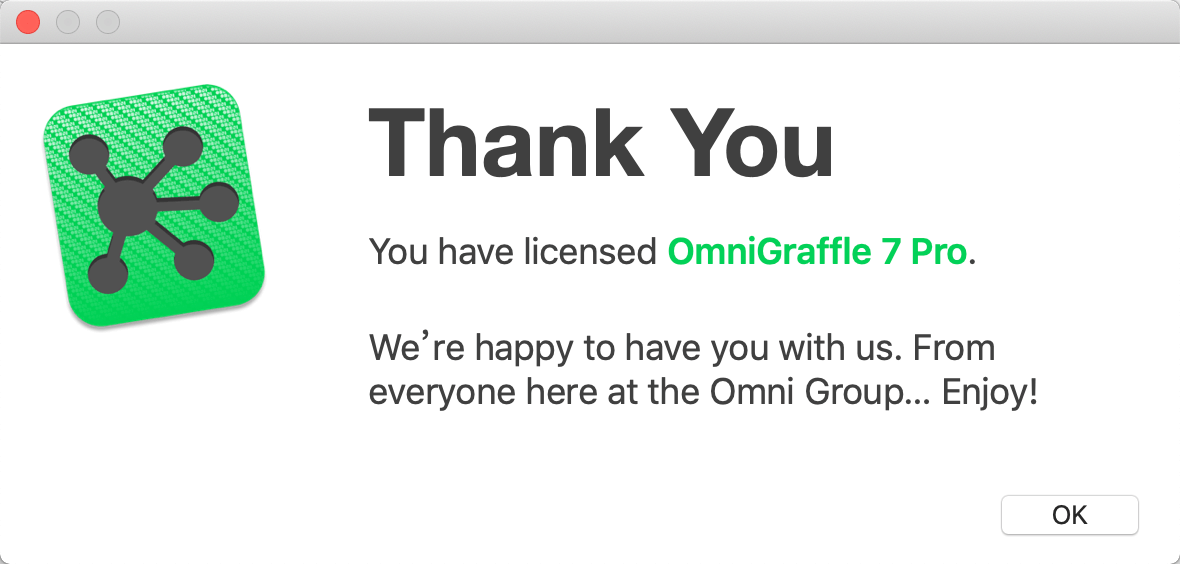 Thank You
You have licensed OmniGraffle 7 Pro.
We’re happy to have you with us. From
everyone here at the Omni Group... Enjoy!
OK